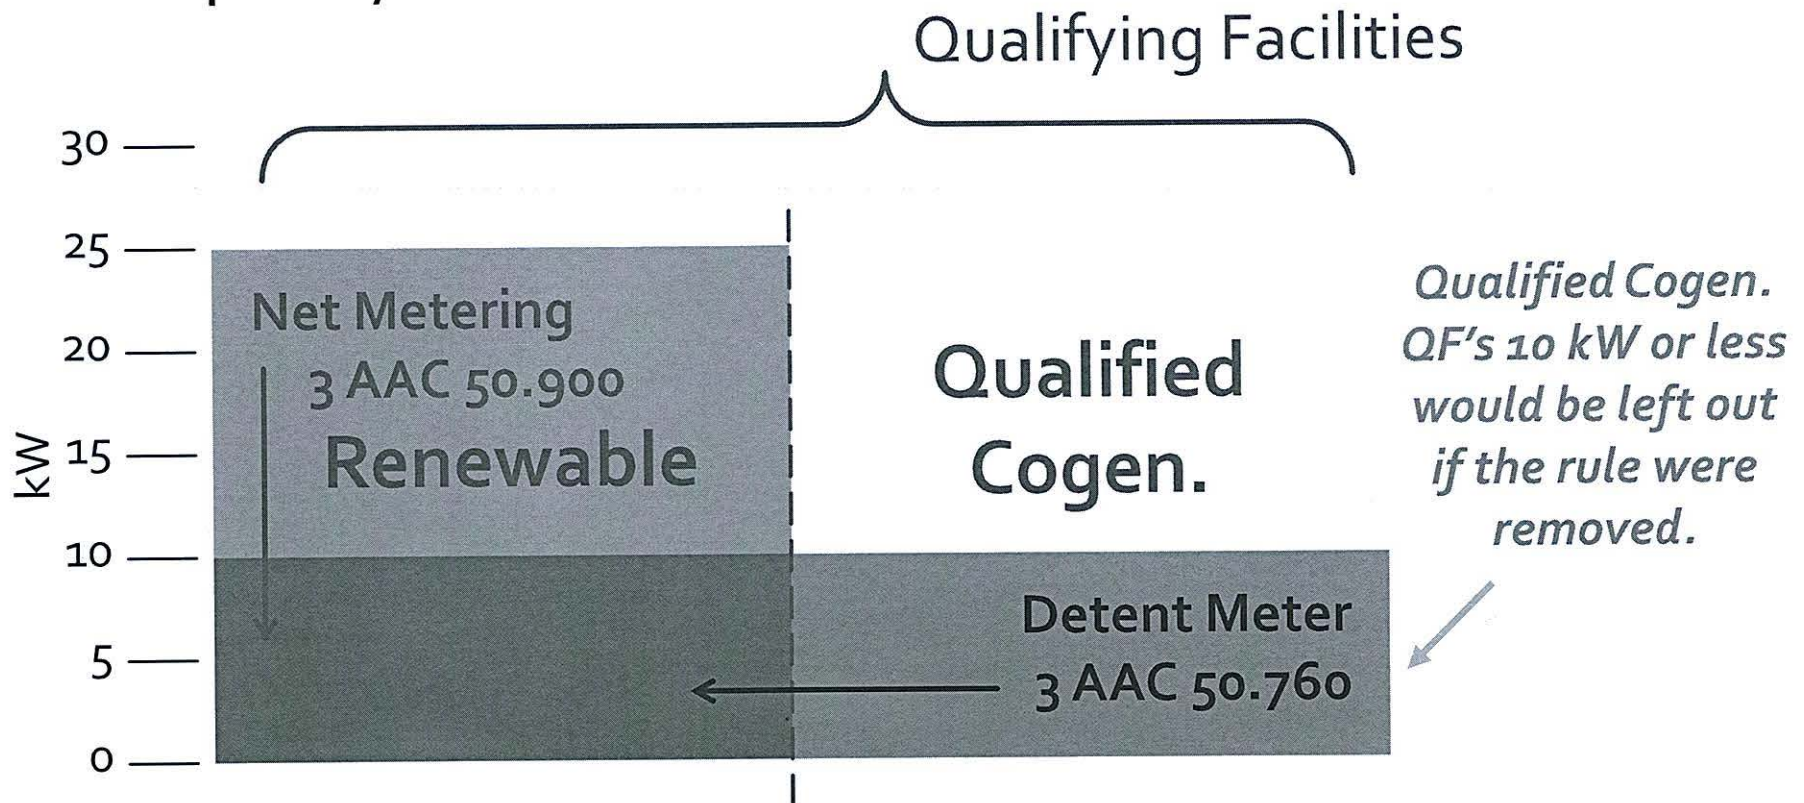 Qualifying Facilities
30
25
20
15
10
5
0
kW
Net Metering
3 AAC 50.900
Renewable
Qualified
Cogen.
Detent Meter
3 AAC 50.760
Qualified Cogen.
QF's 10 kW or less
would be left out
if the rule were
removed.